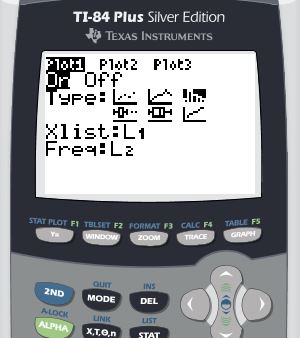 TI-84 Plus Silver Edition
TEXAS INSTRUMENTS
Plot1 Plot2 Plot3
On Off
Type:
Xlist:L₁
Freq:L₂
STAT PLOT F1 TBLSET F2 FORMAT F3 CALC F4 TABLE F5
Y= WINDOW ZOOM TRACE GRAPH
QUIT INS
2ND MODE DEL
A-LOCK LINK LIST
ALPHA X,T,Θ,n STAT